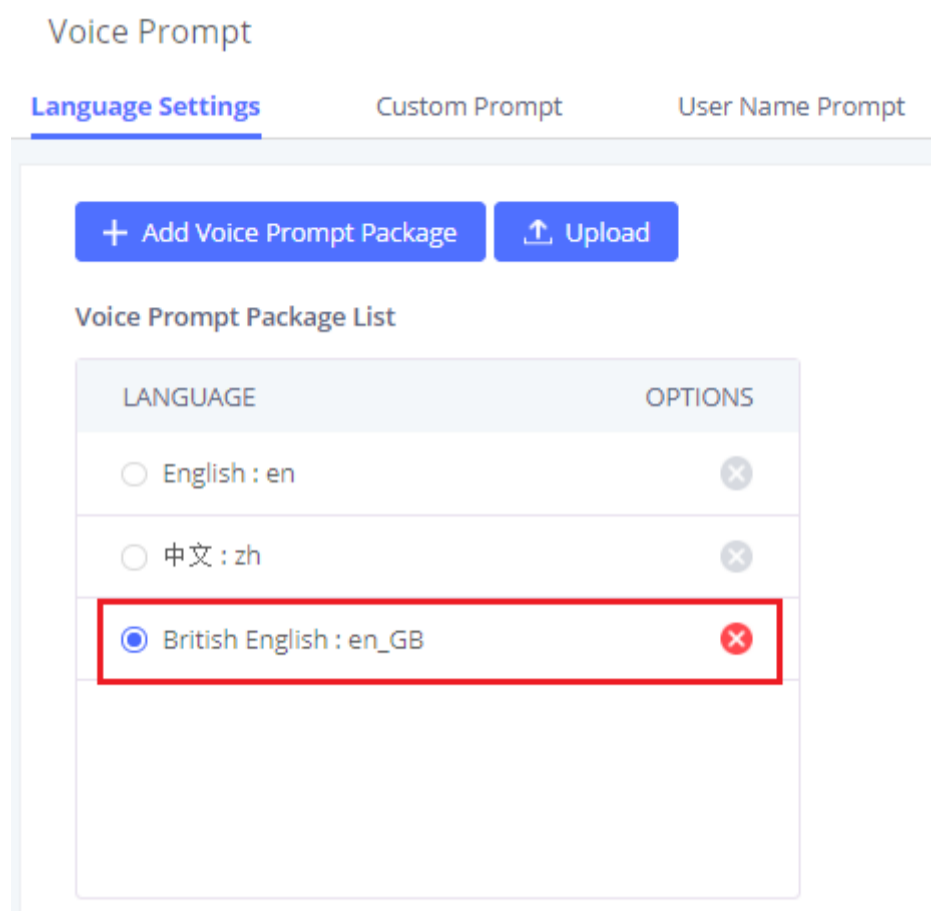 Voice Prompt
Language Settings Custom Prompt User Name Prompt
Add Voice Prompt Package Upload
Voice Prompt Package List
LANGUAGE OPTIONS
English : en
中文 : zh
British English : en_GB